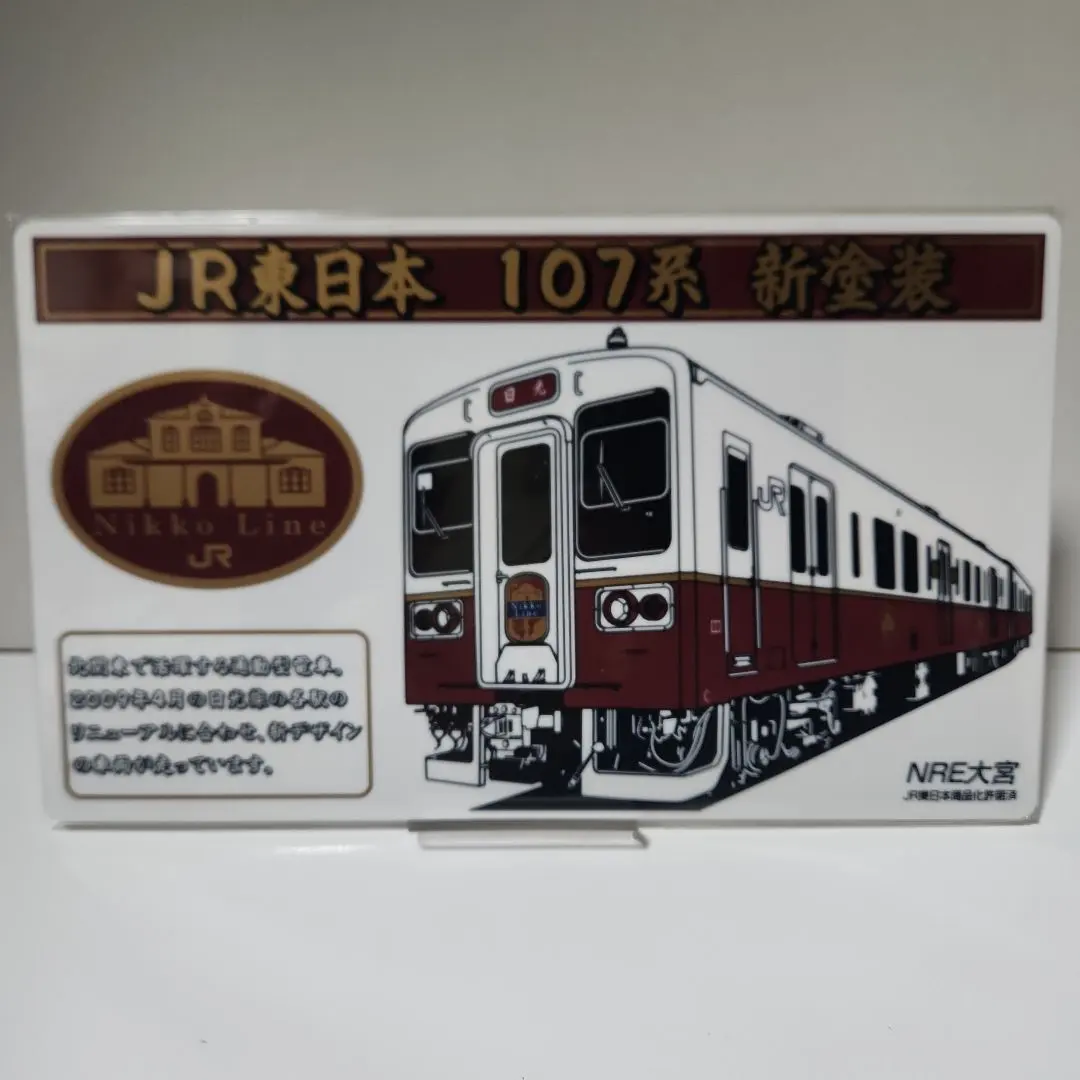 JR東日本 107系 新塗装
日光
Nikko Line
JR
JR
Nikko
Line
北関東で活躍する通勤型電車。
2009年4月の日光線の各駅の
リニューアルに合わせ、新デザイン
の車両が走っています。
NRE大宮
JR東日本商品化許諾済